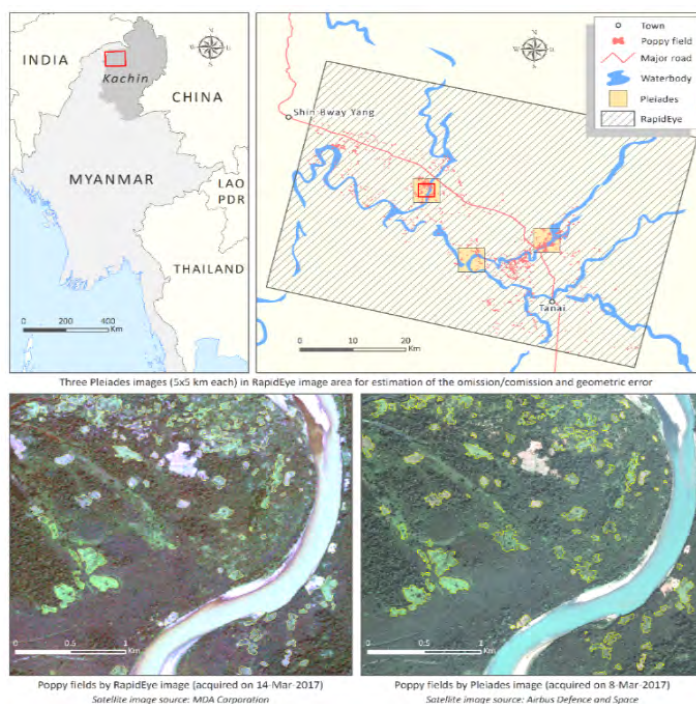 INDIA
Kachin
CHINA
MYANMAR
LAO
PDR
THAILAND
0 200 400
Km
Shin Bway Yang
Tanai
0 10 20
Km
Town
Poppy field
Major road
Waterbody
Pleiades
RapidEye
Three Pleiades images (5x5 km each) in RapidEye image area for estimation of the omission/comission and geometric error
0 0.5 1
Km
0 0.5 1
Km
Poppy fields by RapidEye image (acquired on 14-Mar-2017)
Satellite image source: MDA Corporation
Poppy fields by Pleiades image (acquired on 8-Mar-2017)
Satellite image source: Airbus Defence and Space